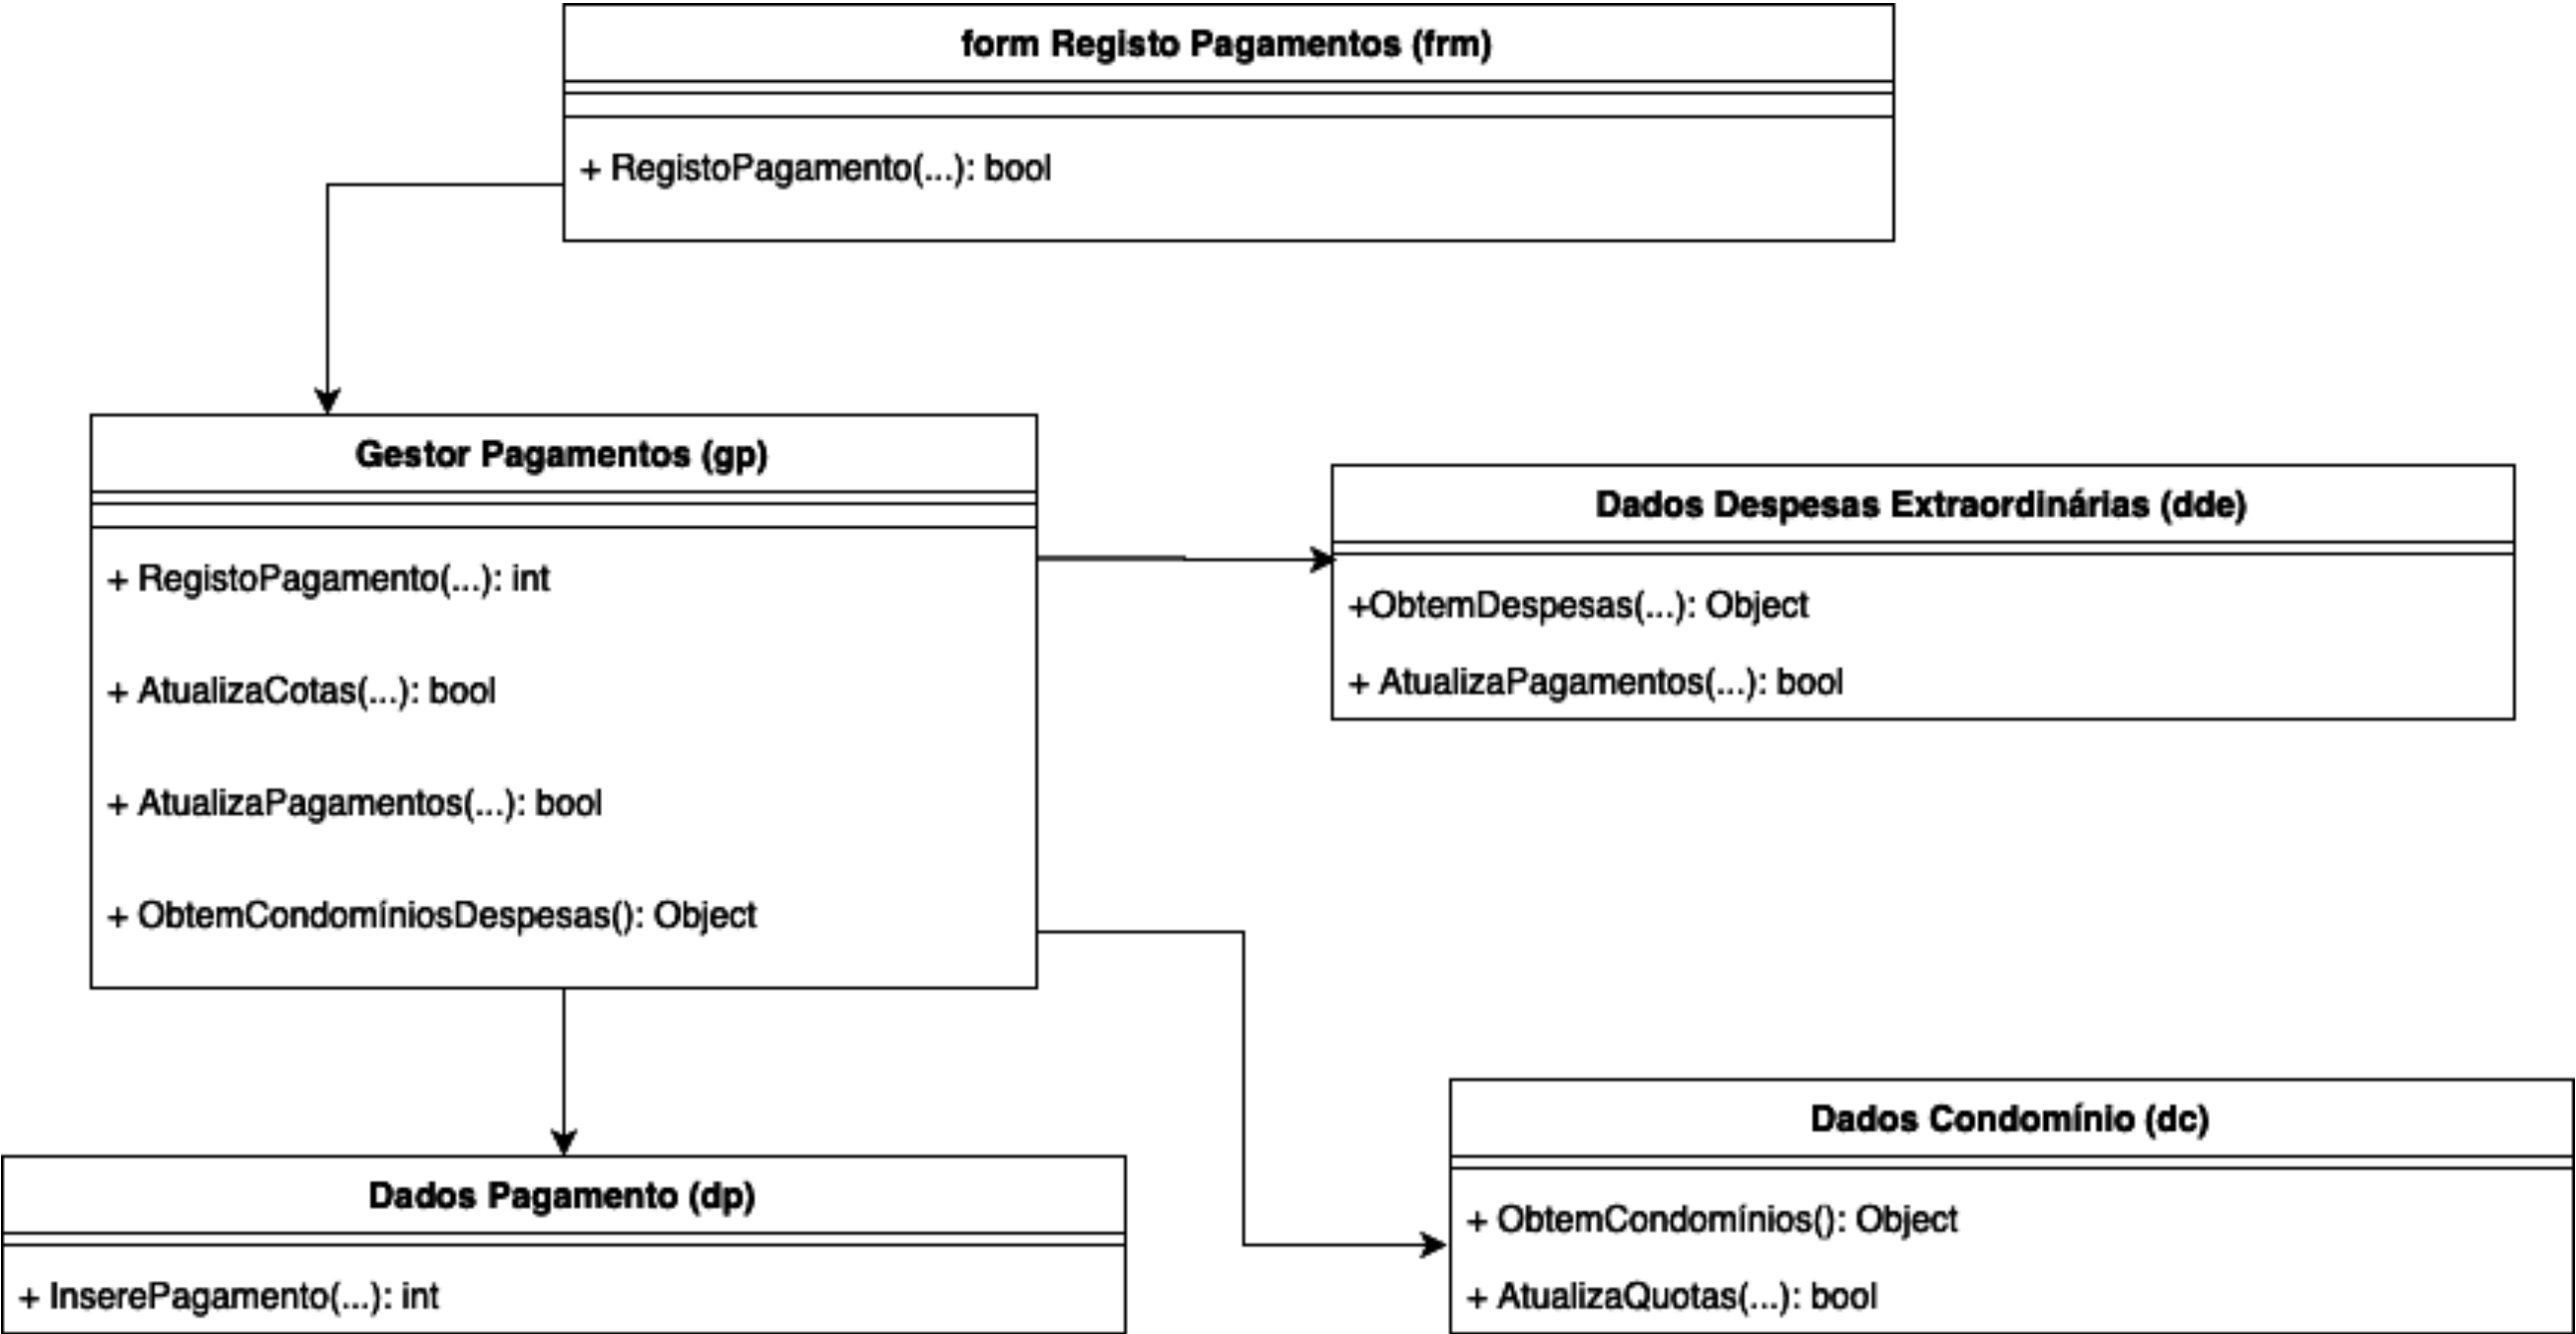 form Registo Pagamentos (frm)
+ RegistoPagamento(...): bool
Gestor Pagamentos (gp)
+ RegistoPagamento(...): int
+ AtualizaCotas(...): bool
+ AtualizaPagamentos(...): bool
+ ObtemCondomíniosDespesas(): Object
Dados Despesas Extraordinárias (dde)
+ObtemDespesas(...): Object
+ AtualizaPagamentos(...): bool
Dados Pagamento (dp)
+ InserePagamento(...): int
Dados Condomínio (dc)
+ ObtemCondomínios(): Object
+ AtualizaQuotas(...): bool